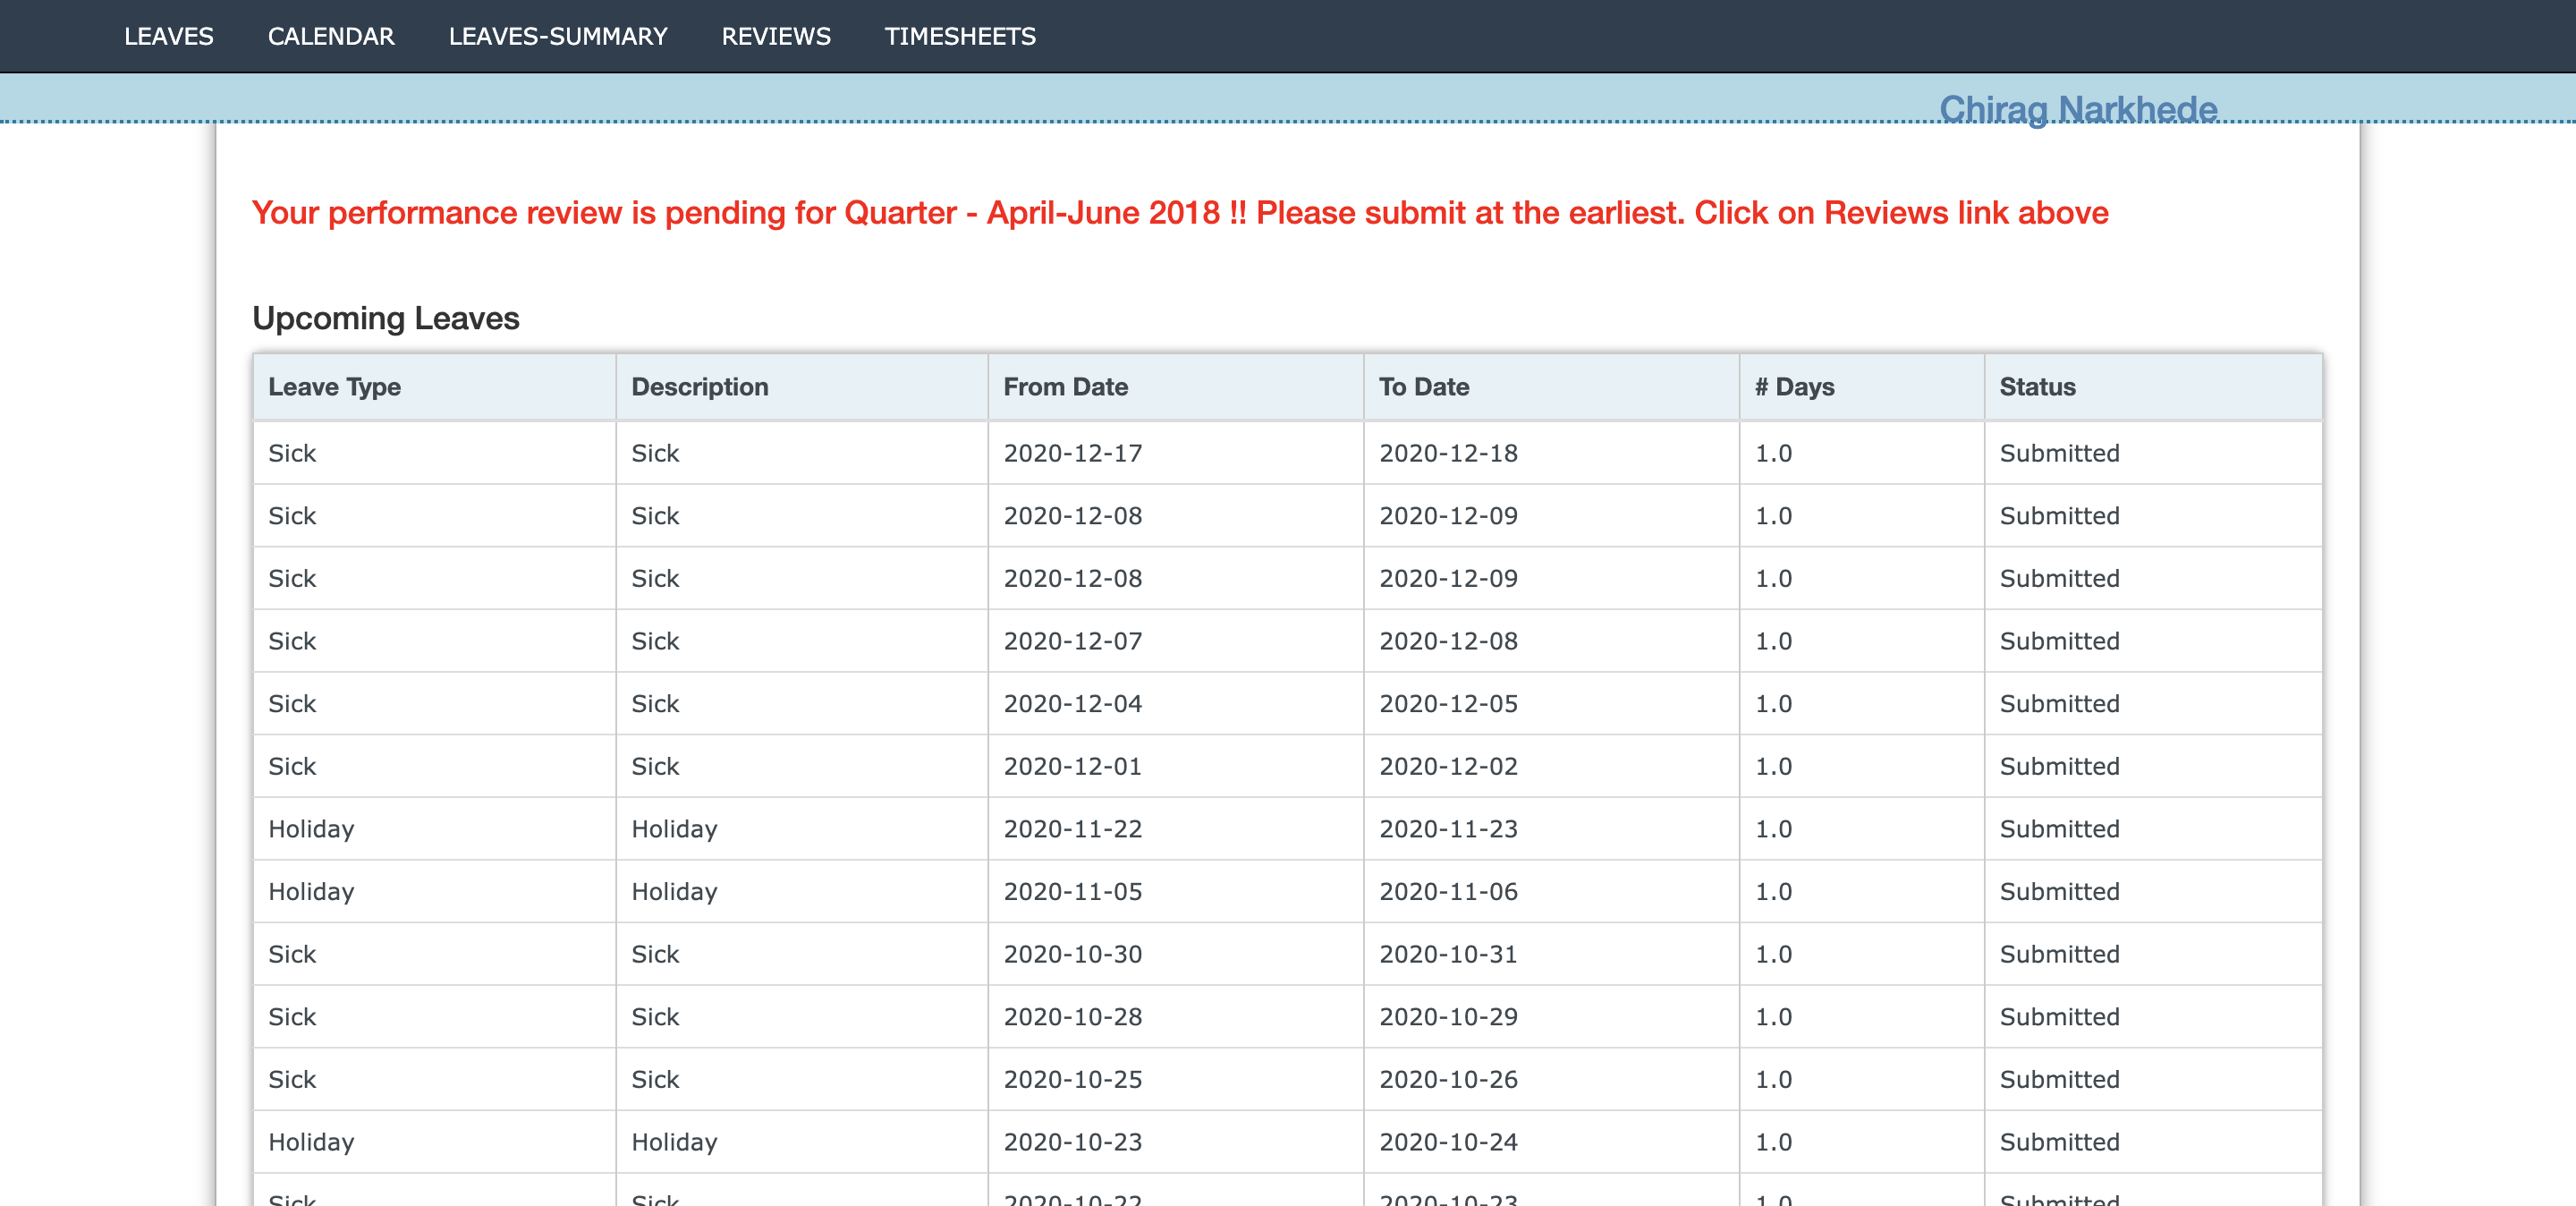 LEAVES CALENDAR LEAVES-SUMMARY REVIEWS TIMESHEETS
Chirag Narkhede
Your performance review is pending for Quarter - April-June 2018 !! Please submit at the earliest. Click on Reviews link above
Upcoming Leaves
Leave Type Description From Date To Date # Days Status
Sick Sick 2020-12-17 2020-12-18 1.0 Submitted
Sick Sick 2020-12-08 2020-12-09 1.0 Submitted
Sick Sick 2020-12-08 2020-12-09 1.0 Submitted
Sick Sick 2020-12-07 2020-12-08 1.0 Submitted
Sick Sick 2020-12-04 2020-12-05 1.0 Submitted
Sick Sick 2020-12-01 2020-12-02 1.0 Submitted
Holiday Holiday 2020-11-22 2020-11-23 1.0 Submitted
Holiday Holiday 2020-11-05 2020-11-06 1.0 Submitted
Sick Sick 2020-10-30 2020-10-31 1.0 Submitted
Sick Sick 2020-10-28 2020-10-29 1.0 Submitted
Sick Sick 2020-10-25 2020-10-26 1.0 Submitted
Holiday Holiday 2020-10-23 2020-10-24 1.0 Submitted
Sick Sick 2020-10-22 2020-10-23 1.0 Submitted